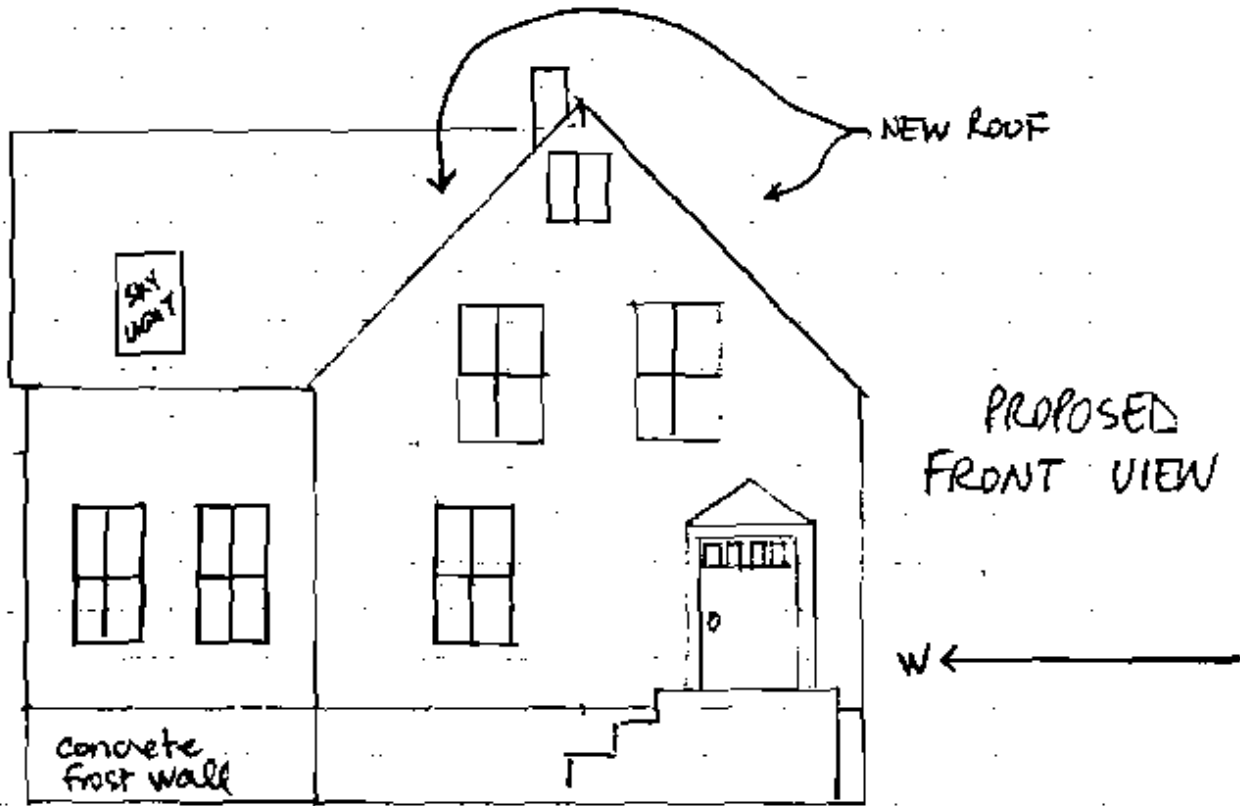 NEW ROOF
SKY
LIGHT
PROPOSED
FRONT VIEW
W
concrete
frost wall